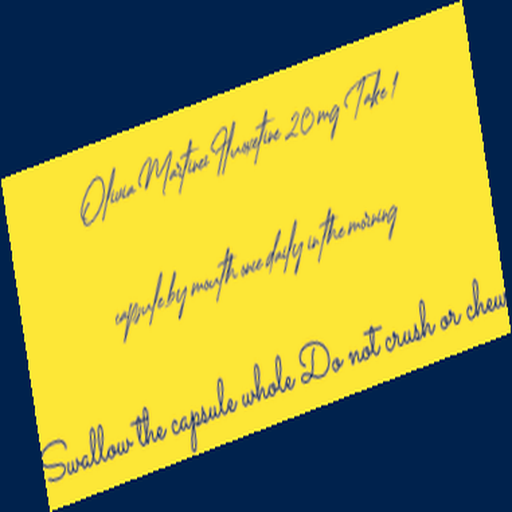 Olivia Martinez Fluoxetine 20 mg Take 1
capsule by mouth once daily in the morning
Swallow the capsule whole Do not crush or chew